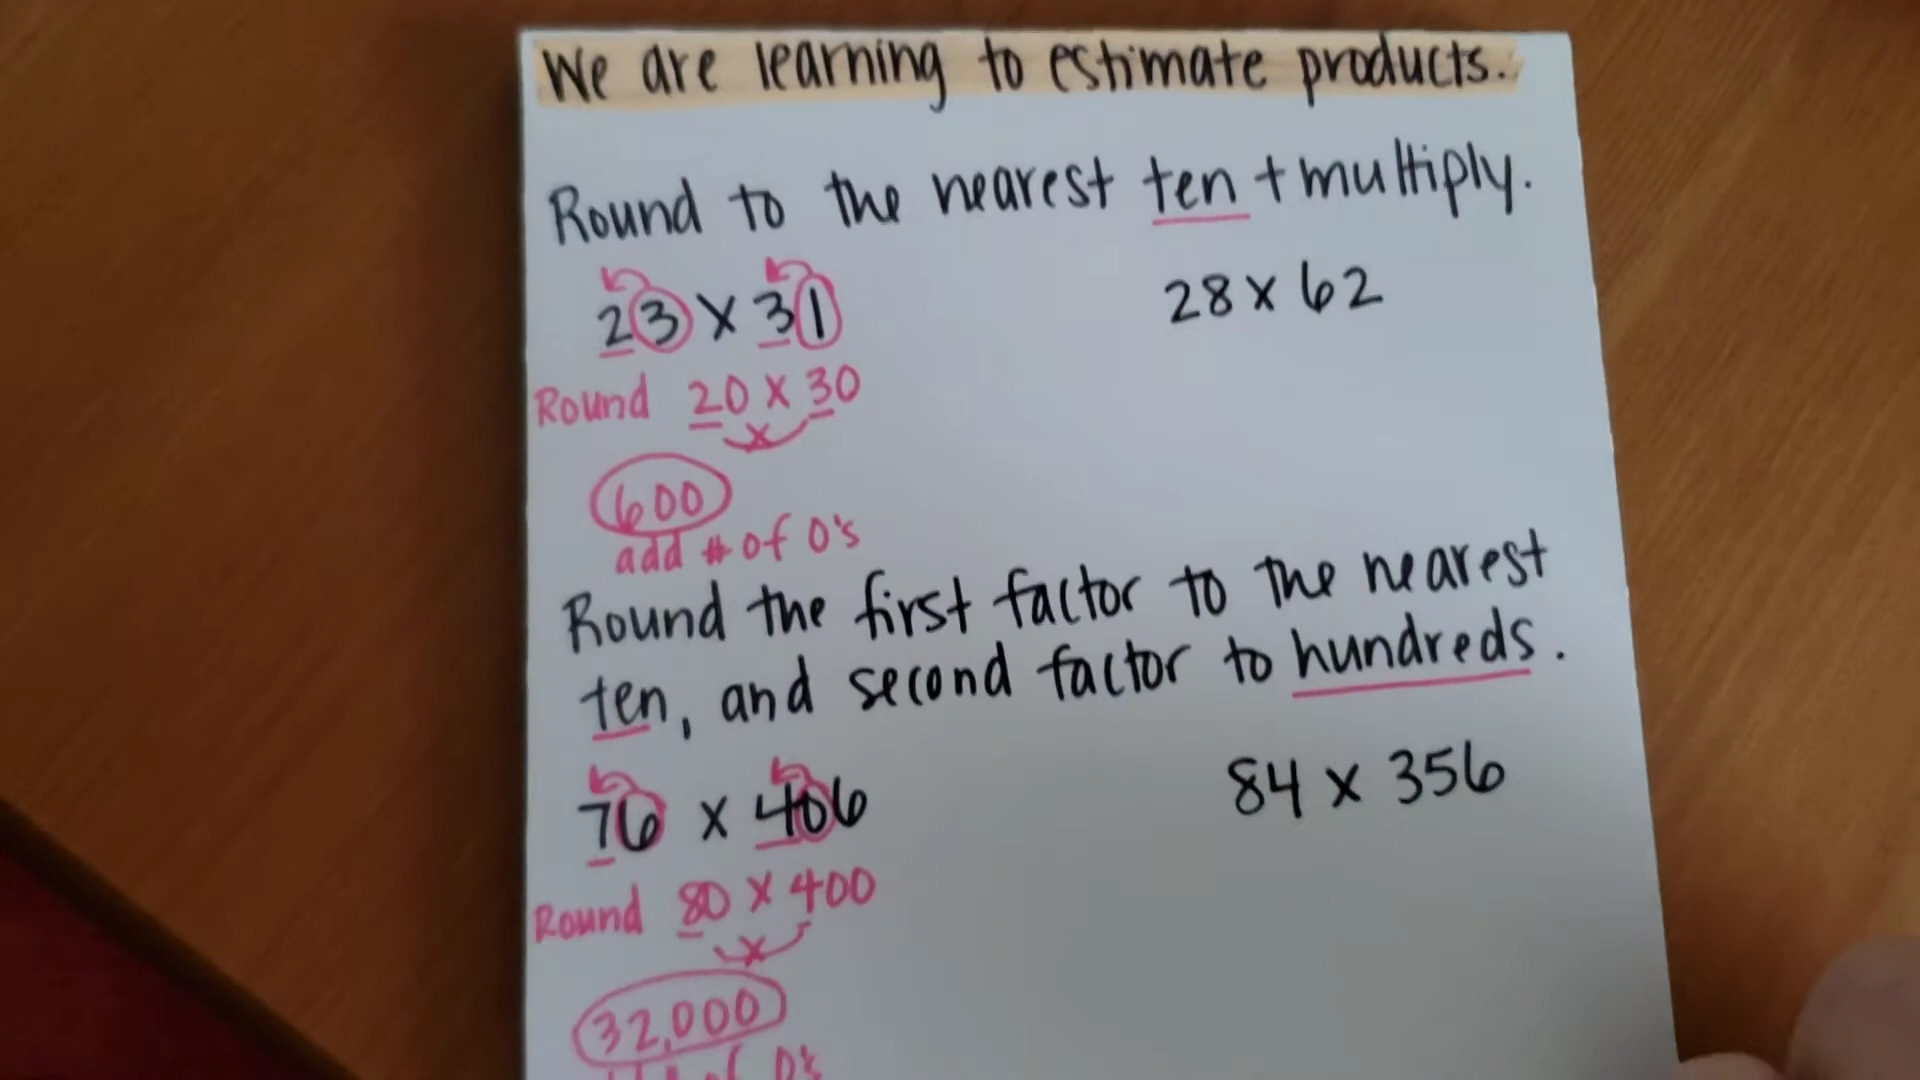 We are learning to estimate products.
Round to the nearest ten + multiply.
23 x 31
28 x 62
Round 20 x 30
x
600
add # of 0's
Round the first factor to the nearest
ten, and second factor to hundreds.
76 x 406
84 x 356
Round 80 x 400
x
32,000
of 0's